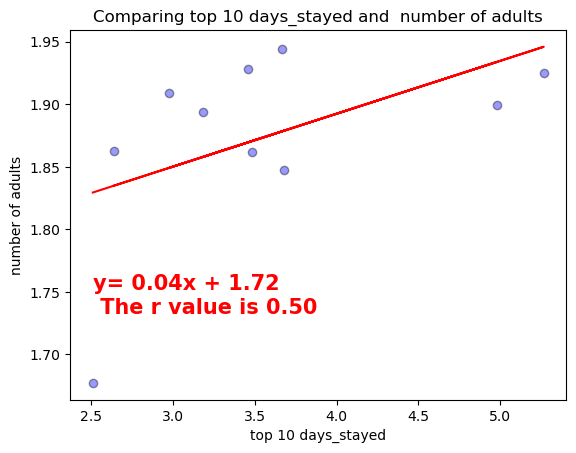 Comparing top 10 days_stayed and  number of adults
1.95
1.90
1.85
1.80
1.75
1.70
number of adults
y= 0.04x + 1.72
The r value is 0.50
2.5 3.0 3.5 4.0 4.5 5.0
top 10 days_stayed